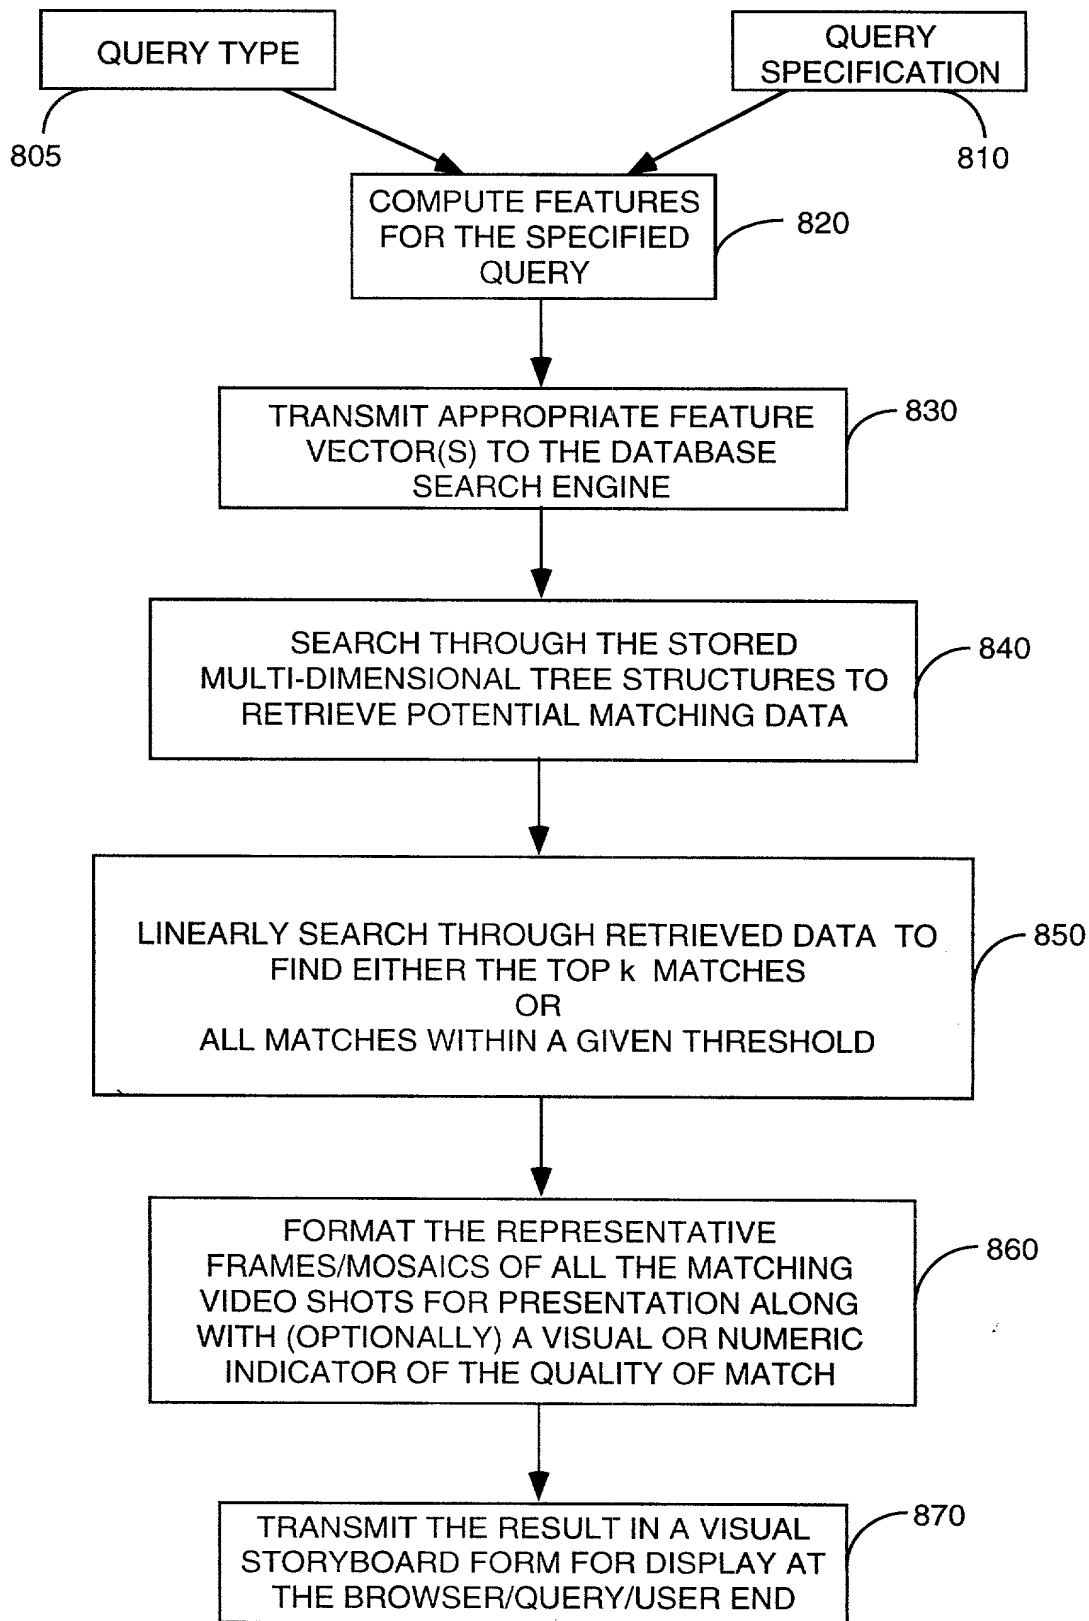 QUERY TYPE
805
QUERY
SPECIFICATION
810
COMPUTE FEATURES
FOR THE SPECIFIED
QUERY
820
TRANSMIT APPROPRIATE FEATURE
VECTOR(S) TO THE DATABASE
SEARCH ENGINE
830
SEARCH THROUGH THE STORED
MULTI-DIMENSIONAL TREE STRUCTURES TO
RETRIEVE POTENTIAL MATCHING DATA
840
LINEARLY SEARCH THROUGH RETRIEVED DATA TO
FIND EITHER THE TOP k MATCHES
OR
ALL MATCHES WITHIN A GIVEN THRESHOLD
850
FORMAT THE REPRESENTATIVE
FRAMES/MOSAICS OF ALL THE MATCHING
VIDEO SHOTS FOR PRESENTATION ALONG
WITH (OPTIONALLY) A VISUAL OR NUMERIC
INDICATOR OF THE QUALITY OF MATCH
860
TRANSMIT THE RESULT IN A VISUAL
STORYBOARD FORM FOR DISPLAY AT
THE BROWSER/QUERY/USER END
870